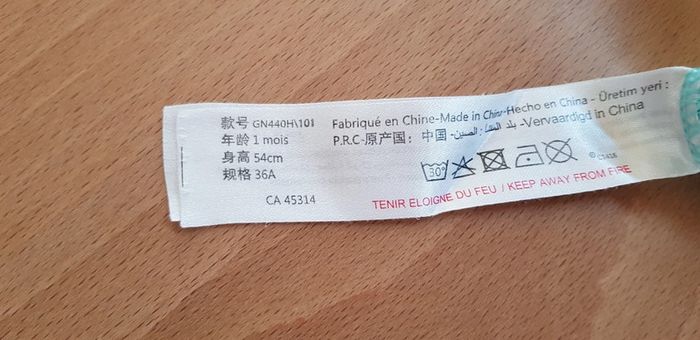 款号 GN440H\101
年龄 1 mois
身高 54cm
规格 36A
CA 45314
Fabriqué en Chine-Made in China-Hecho en China - Üretim yeri :
P.R.C-原产国： 中国 -الصين : بلد المنشأ -Vervaardigd in China
30°
TENIR ELOIGNE DU FEU / KEEP AWAY FROM FIRE